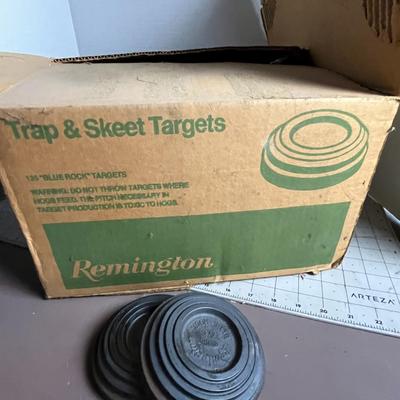 Trap & Skeet Targets
135 "BLUE ROCK" TARGETS
WARNING: DO NOT THROW TARGETS WHERE
HOGS FEED. THE PITCH NECESSARY IN
TARGET PRODUCTION IS TOXIC TO HOGS.
Remington
ARTEZA